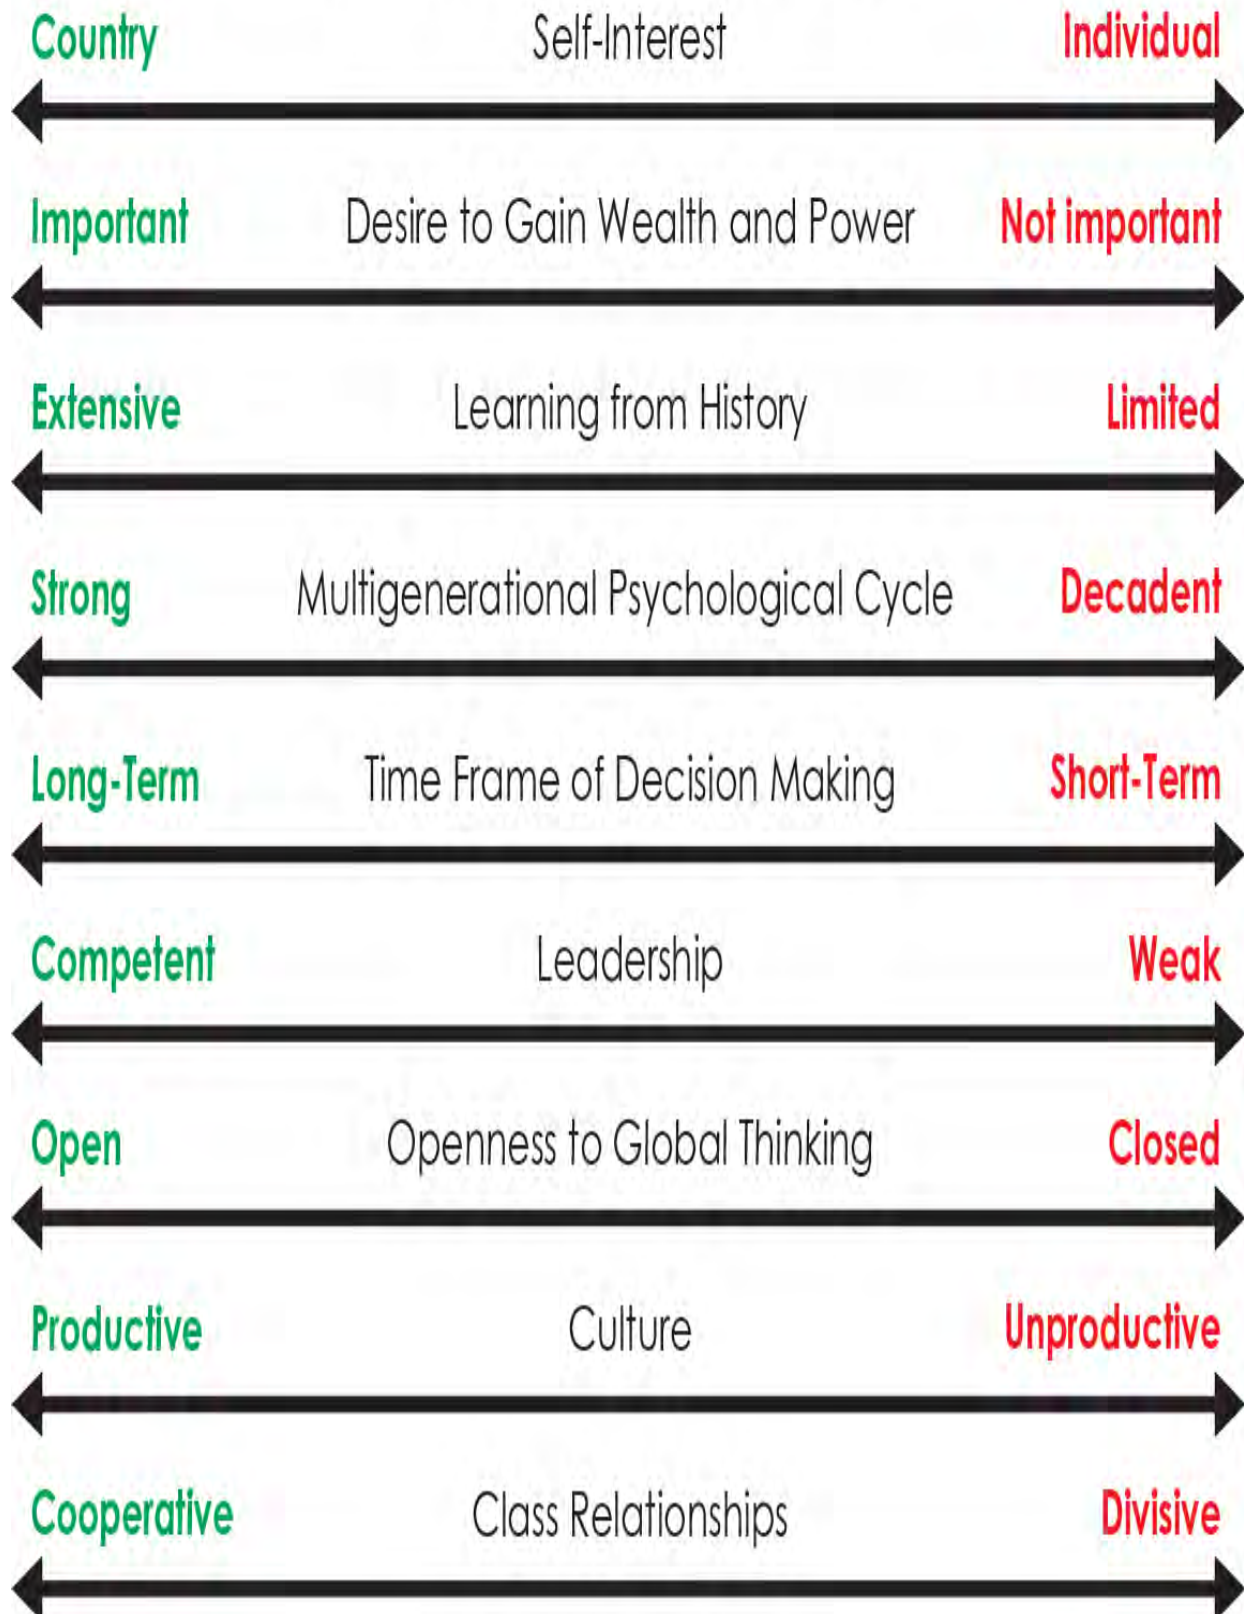 Country Self-Interest Individual
Important Desire to Gain Wealth and Power Not important
Extensive Learning from History Limited
Strong Multigenerational Psychological Cycle Decadent
Long-Term Time Frame of Decision Making Short-Term
Competent Leadership Weak
Open Openness to Global Thinking Closed
Productive Culture Unproductive
Cooperative Class Relationships Divisive